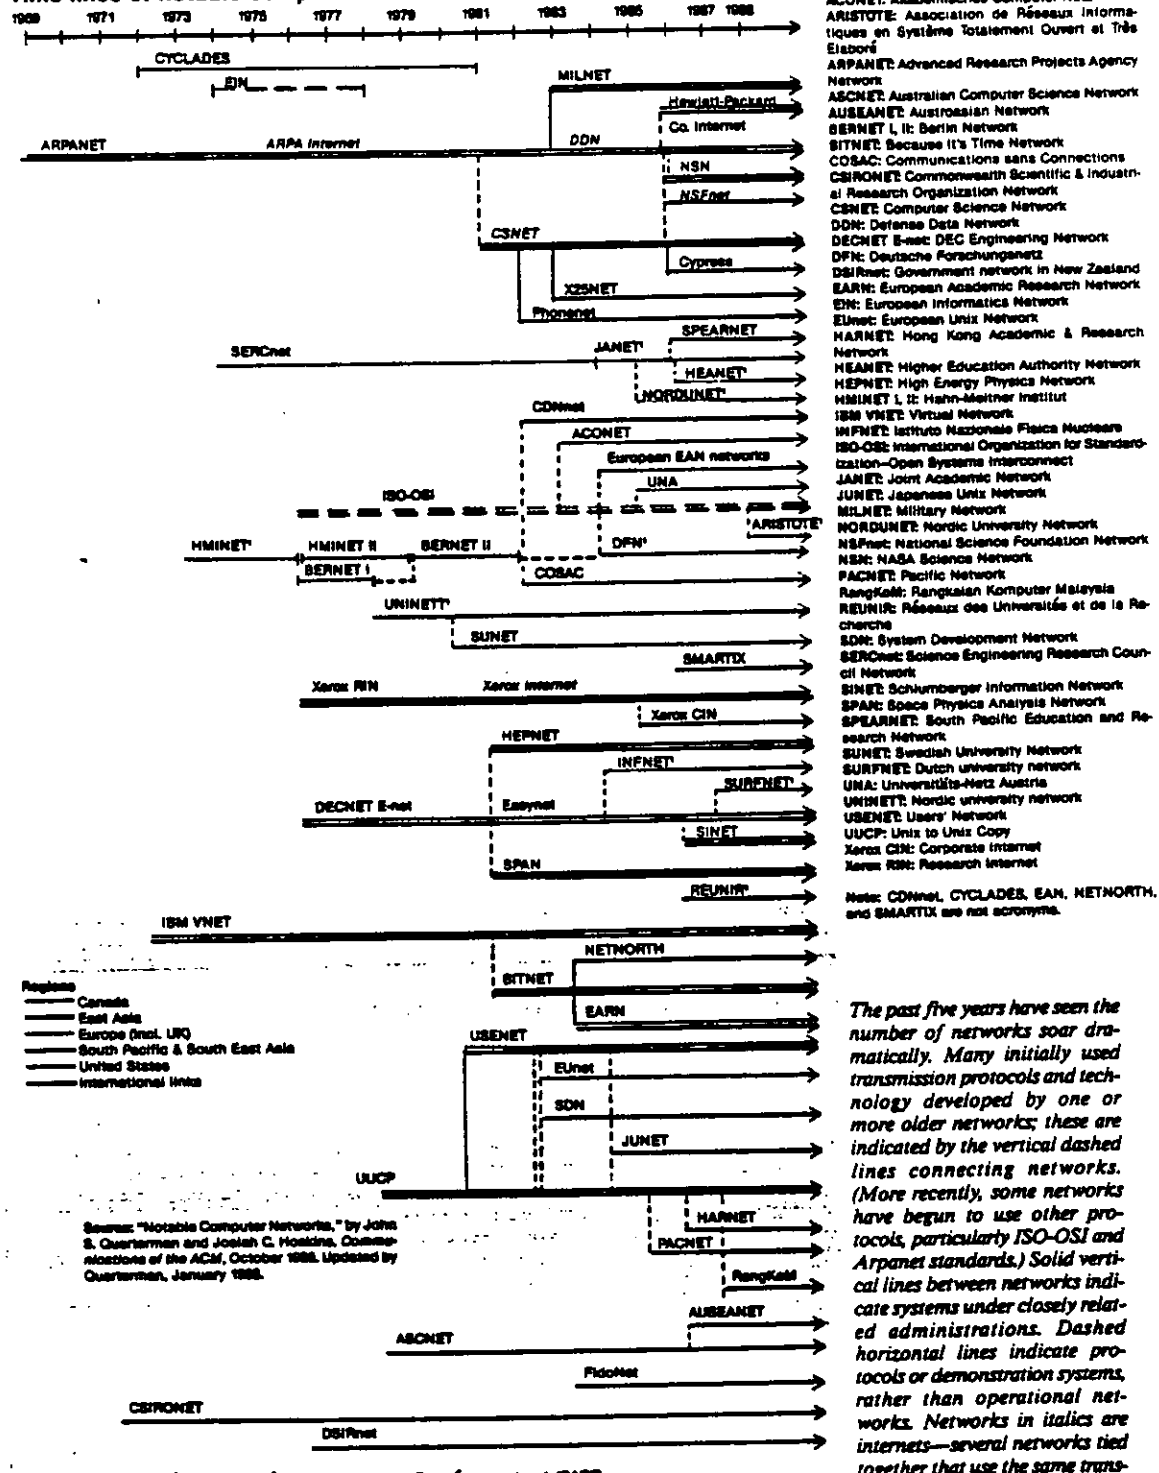 1969 1971 1973 1975 1977 1979 1981 1983 1985 1987 1988
CYCLADES
EIN
MILNET
Hewlett-Packard
Co. Internet
ARPANET ARPA Internet DDN
NSN
NSFnet
CSNET
Cypress
X25NET
Phonenet
SPEARNET
SERCnet JANET'
HEANET'
NORDUNET'
CDNnet
ACONET
European EAN networks
UNA
ISO-OSI
ARISTOTE'
HMINET' HMINET II BERNET II DFN'
BERNET I
COSAC
UNINETT'
SUNET
SMARTIX
Xerox RIN Xerox Internet
Xerox CIN
HEPNET
INFNET'
SURFNET'
DECNET E-net Easynet
SINET
SPAN
REUNIR'
IBM VNET
NETNORTH
BITNET
EARN
Regions
Canada
East Asia
Europe (incl. UK)
South Pacific & South East Asia
United States
International links
USENET
EUnet
SDN
JUNET
UUCP
HARNET
PACNET
RangKoM
AUSEANET
ASCNET
FidoNet
CSIRONET
DSIRnet
Source: "Notable Computer Networks," by John
S. Quarterman and Josiah C. Hoskins, Commu-
nications of the ACM, October 1986. Updated by
Quarterman, January 1988.
ARISTOTE: Association de Réseaux Informa-
tiques en Système Totalement Ouvert et Très
Elaboré
ARPANET: Advanced Research Projects Agency
Network
ASCNET: Australian Computer Science Network
AUSEANET: Austroasian Network
BERNET I, II: Berlin Network
BITNET: Because It's Time Network
COSAC: Communications sans Connections
CSIRONET: Commonwealth Scientific & Industri-
al Research Organization Network
CSNET: Computer Science Network
DDN: Defense Data Network
DECNET E-net: DEC Engineering Network
DFN: Deutsche Forschungsnetz
DSIRnet: Government network in New Zealand
EARN: European Academic Research Network
EIN: European Informatics Network
EUnet: European Unix Network
HARNET: Hong Kong Academic & Research
Network
HEANET: Higher Education Authority Network
HEPNET: High Energy Physics Network
HMINET I, II: Hahn-Meitner Institut
IBM VNET: Virtual Network
INFNET: Istituto Nazionale Fisica Nucleare
ISO-OSI: International Organization for Standard-
ization–Open Systems Interconnect
JANET: Joint Academic Network
JUNET: Japanese Unix Network
MILNET: Military Network
NORDUNET: Nordic University Network
NSFnet: National Science Foundation Network
NSN: NASA Science Network
PACNET: Pacific Network
RangKoM: Rangkaian Komputer Malaysia
REUNIR: Réseaux des Universités et de la Re-
cherche
SDN: System Development Network
SERCnet: Science Engineering Research Coun-
cil Network
SINET: Schlumberger Information Network
SPAN: Space Physics Analysis Network
SPEARNET: South Pacific Education and Re-
search Network
SUNET: Swedish University Network
SURFNET: Dutch university network
UNA: Universitäts-Netz Austria
UNINETT: Nordic university network
USENET: Users' Network
UUCP: Unix to Unix Copy
Xerox CIN: Corporate Internet
Xerox RIN: Research Internet
Note: CDNnet, CYCLADES, EAN, NETNORTH,
and SMARTIX are not acronyms.
The past five years have seen the
number of networks soar dra-
matically. Many initially used
transmission protocols and tech-
nology developed by one or
more older networks; these are
indicated by the vertical dashed
lines connecting networks.
(More recently, some networks
have begun to use other pro-
tocols, particularly ISO-OSI and
Arpanet standards.) Solid verti-
cal lines between networks indi-
cate systems under closely relat-
ed administrations. Dashed
horizontal lines indicate pro-
tocols or demonstration systems,
rather than operational net-
works. Networks in italics are
internets—several networks tied
together that use the same trans-